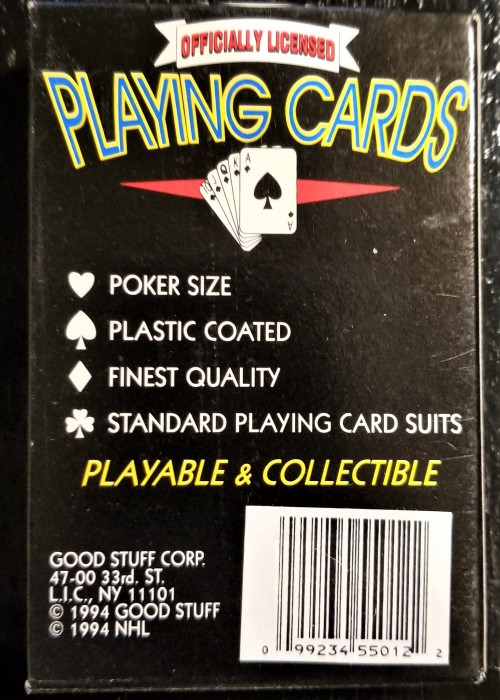 OFFICIALLY LICENSED
PLAYING CARDS
10 J Q K A
A
POKER SIZE
PLASTIC COATED
FINEST QUALITY
STANDARD PLAYING CARD SUITS
PLAYABLE & COLLECTIBLE
GOOD STUFF CORP.
47-00 33rd. ST.
L.I.C., NY 11101
© 1994 GOOD STUFF
© 1994 NHL
0 99234 55012 2